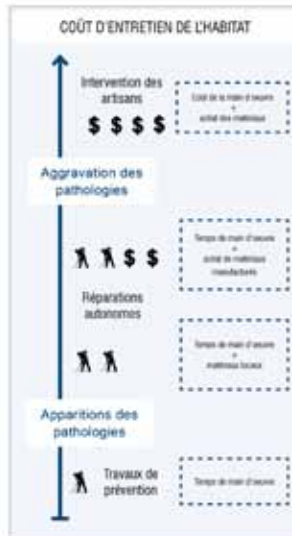 COÛT D'ENTRETIEN DE L'HABITAT
Intervention des
artisans
$ $ $ $
Coût de la main d'oeuvre
+
achat des matériaux
Aggravation des
pathologies
$ $
Temps de main d'oeuvre
+
achat de matériaux
manufacturés
Réparations
autonomes
Temps de main d'oeuvre
+
matériaux locaux
Apparitions des
pathologies
Travaux de
prévention
Temps de main d'oeuvre